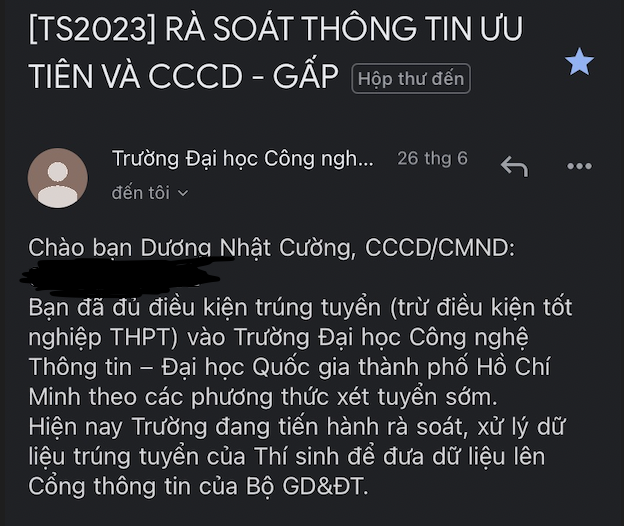 [TS2023] RÀ SOÁT THÔNG TIN ƯU
TIÊN VÀ CCCD - GẤP Hộp thư đến
Trường Đại học Công ngh... 26 thg 6
đến tôi
Chào bạn Dương Nhật Cường, CCCD/CMND:
Bạn đã đủ điều kiện trúng tuyển (trừ điều kiện tốt
nghiệp THPT) vào Trường Đại học Công nghệ
Thông tin – Đại học Quốc gia thành phố Hồ Chí
Minh theo các phương thức xét tuyển sớm.
Hiện nay Trường đang tiến hành rà soát, xử lý dữ
liệu trúng tuyển của Thí sinh để đưa dữ liệu lên
Cổng thông tin của Bộ GD&ĐT.